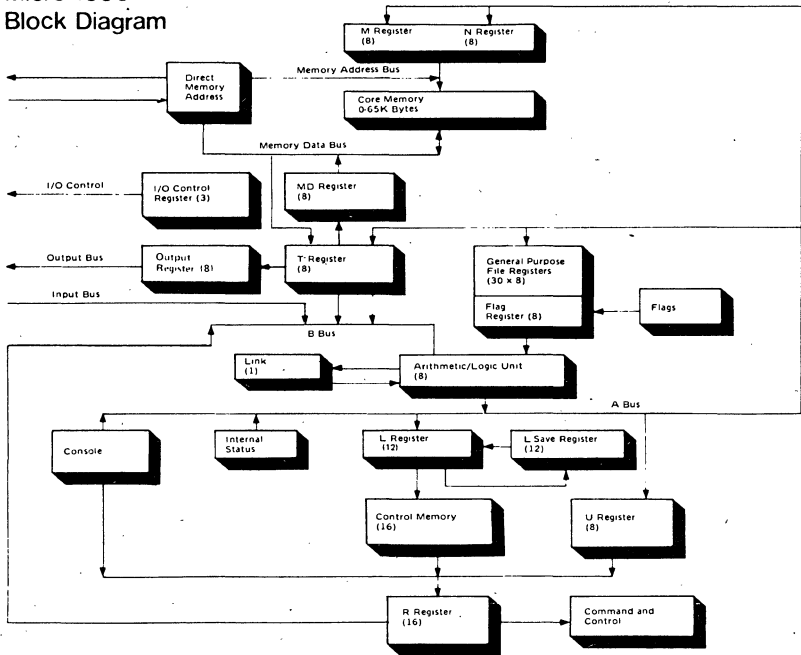 Block Diagram
M Register
(8)
N Register
(8)
Direct
Memory
Address
Memory Address Bus
Core Memory
0-65K Bytes
Memory Data Bus
I/O Control
I/O Control
Register (3)
MD Register
(8)
Output Bus
Output
Register (8)
T Register
(8)
General Purpose
File Registers
(30 x 8)
Flag
Register (8)
Flags
Input Bus
B Bus
Link
(1)
Arithmetic/Logic Unit
(8)
A Bus
Console
Internal
Status
L Register
(12)
L Save Register
(12)
Control Memory
(16)
U Register
(8)
R Register
(16)
Command and
Control